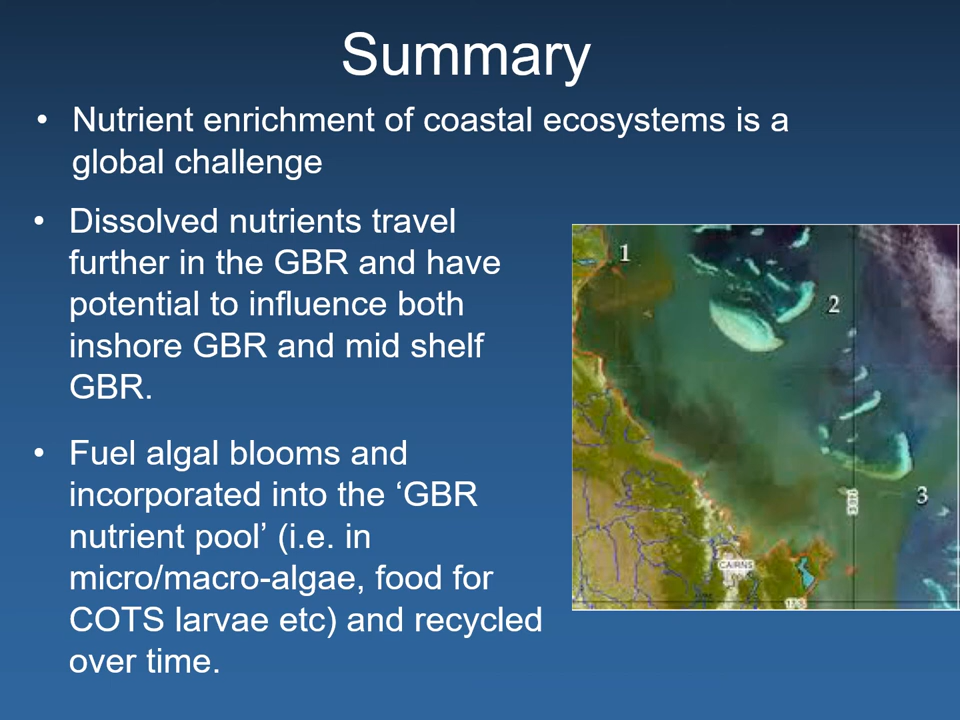 Summary
• Nutrient enrichment of coastal ecosystems is a
global challenge
• Dissolved nutrients travel
further in the GBR and have
potential to influence both
inshore GBR and mid shelf
GBR.
• Fuel algal blooms and
incorporated into the ‘GBR
nutrient pool’ (i.e. in
micro/macro-algae, food for
COTS larvae etc) and recycled
over time.
1
2
3
CAIRNS